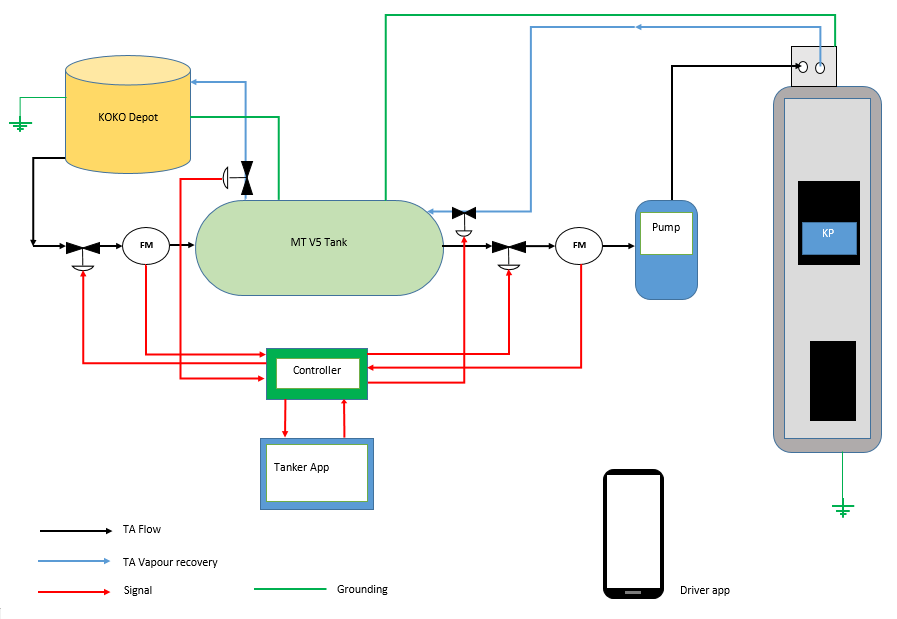 KOKO Depot
FM
MT V5 Tank
FM
Pump
KP
Controller
Tanker App
TA Flow
TA Vapour recovery
Signal
Grounding
Driver app